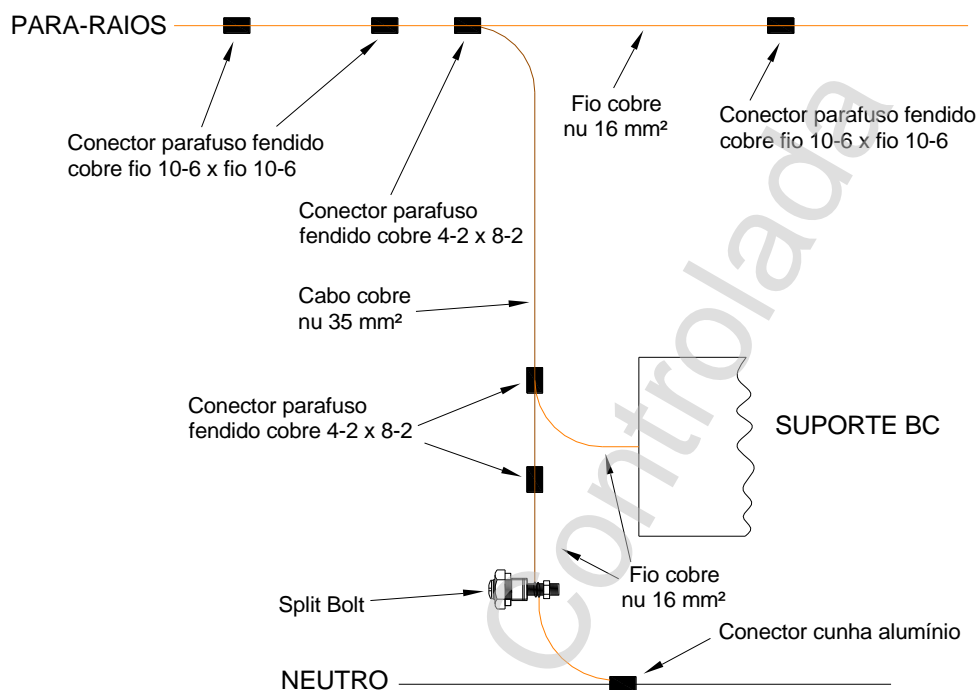 PARA-RAIOS
Conector parafuso fendido
cobre fio 10-6 x fio 10-6
Fio cobre
nu 16 mm²
Conector parafuso fendido
cobre fio 10-6 x fio 10-6
Conector parafuso
fendido cobre 4-2 x 8-2
Cabo cobre
nu 35 mm²
Conector parafuso
fendido cobre 4-2 x 8-2
SUPORTE BC
Fio cobre
nu 16 mm²
Split Bolt
Conector cunha alumínio
NEUTRO
Controlada